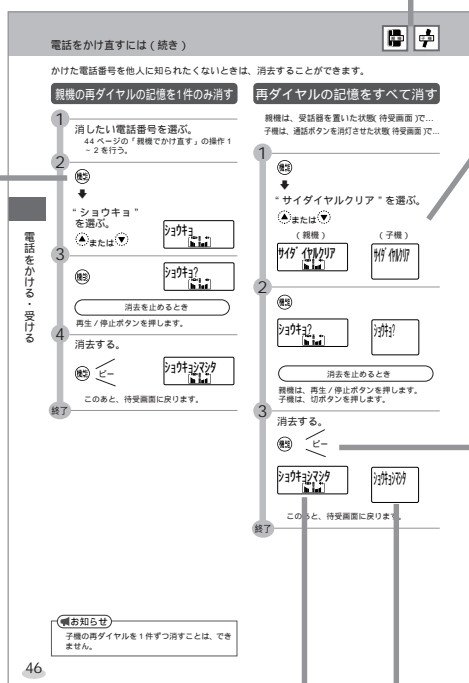 電話をかけ直すには（続き）
かけた電話番号を他人に知られたくないときは、消去することができます。
親機の再ダイヤルの記憶を1件のみ消す
1
消したい電話番号を選ぶ。
44 ページの「親機でかけ直す」の操作 1
~ 2 を行う。
2
機能
“ ショウキョ ”
を選ぶ。
または
ショウキョ
3
機能
ショウキョ?
消去を止めるとき
再生 / 停止ボタンを押します。
4
消去する。
機能
ピー
ショウキョシマシタ
このあと、待受画面に戻ります。
終了
再ダイヤルの記憶をすべて消す
親機は、受話器を置いた状態( 待受画面 )で...
子機は、通話ボタンを消灯させた状態( 待受画面 )で...
1
機能
“ サイダイヤルクリア ” を選ぶ。
または
( 親機 )
( 子機 )
サイダイヤルクリア
サイダイヤルクリア
2
機能
ショウキョ?
ショウキョ?
消去を止めるとき
親機は、再生 / 停止ボタンを押します。
子機は、切ボタンを押します。
3
消去する。
機能
ピー
ショウキョシマシタ
ショウキョシマシタ
このあと、待受画面に戻ります。
終了
電話をかける・受ける
お知らせ
子機の再ダイヤルを 1 件ずつ消すことは、でき
ません。
46